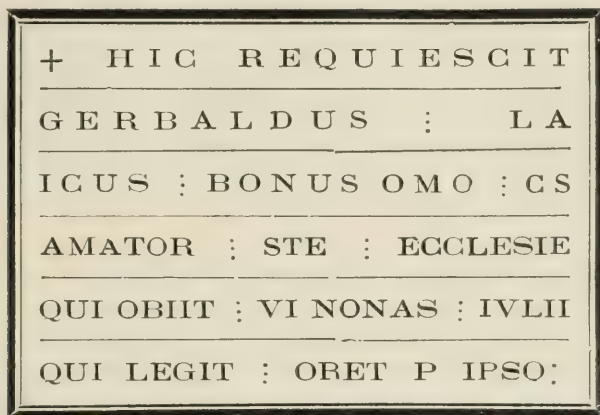 + HIC REQUIESCIT
GERBALDUS ⋮ LA
ICUS ⋮ BONUS OMO ⋮ CS
AMATOR ⋮ STE ⋮ ECCLESIE
QUI OBIIT ⋮ VI NONAS ⋮ IVLII
QUI LEGIT ⋮ ORET P IPSO⋮